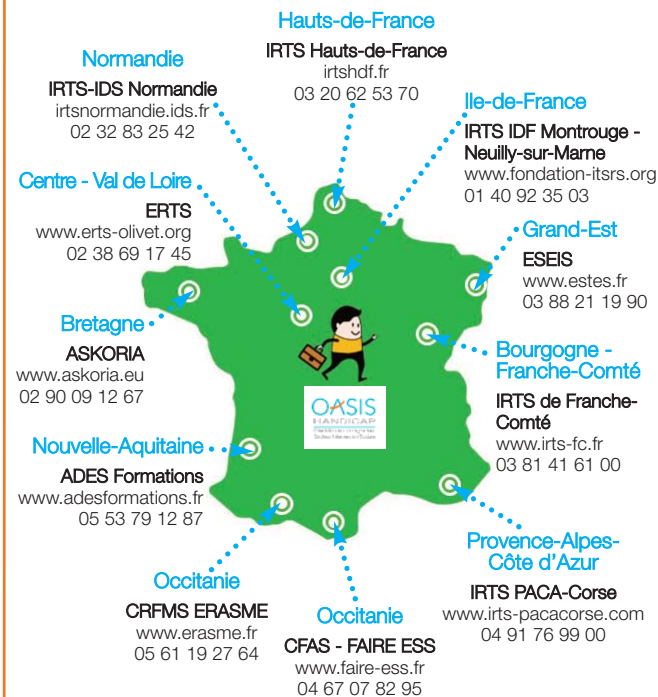 Hauts-de-France
IRTS Hauts-de-France
irtshdf.fr
03 20 62 53 70
Normandie
IRTS-IDS Normandie
irtsnormandie.ids.fr
02 32 83 25 42
Ile-de-France
IRTS IDF Montrouge -
Neuilly-sur-Marne
www.fondation-itsrs.org
01 40 92 35 03
Centre - Val de Loire
ERTS
www.erts-olivet.org
02 38 69 17 45
Grand-Est
ESEIS
www.estes.fr
03 88 21 19 90
Bretagne
ASKORIA
www.askoria.eu
02 90 09 12 67
Bourgogne -
Franche-Comté
IRTS de Franche-
Comté
www.irts-fc.fr
03 81 41 61 00
OASIS
HANDICAP
Nouvelle-Aquitaine
ADES Formations
www.adesformations.fr
05 53 79 12 87
Provence-Alpes-
Côte d'Azur
IRTS PACA-Corse
www.irts-pacacorse.com
04 91 76 99 00
Occitanie
CRFMS ERASME
www.erasme.fr
05 61 19 27 64
Occitanie
CFAS - FAIRE ESS
www.faire-ess.fr
04 67 07 82 95